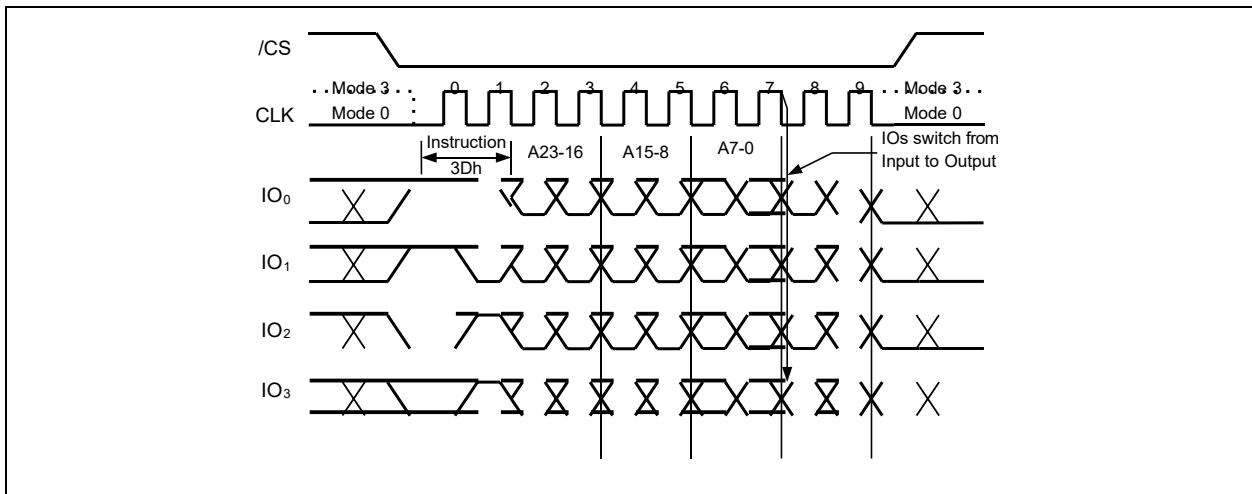 /CS
Mode 3 0 1 2 3 4 5 6 7 8 9 Mode 3
CLK Mode 0 Mode 0
Instruction A23-16 A15-8 A7-0 IOs switch from
3Dh Input to Output
IO₀
IO₁
IO₂
IO₃